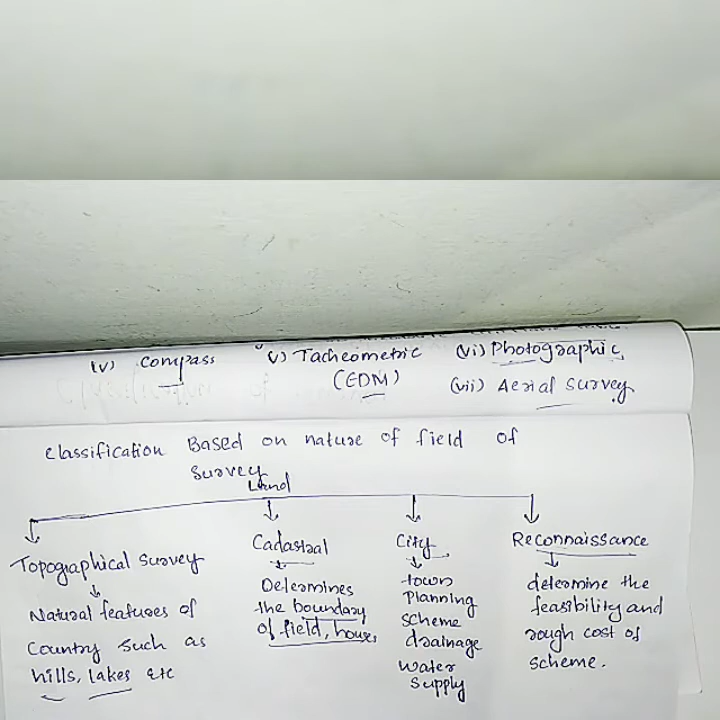 (iv) Compass (v) Tacheometric (vi) Photographic
(EDM) (vii) Aerial Survey
Classification Based on nature of field of
Survey
Land
Topographical Survey
Natural features of
Country such as
hills, lakes etc
Cadastral
Determines
the boundary
of field, house,
City
town
Planning
scheme
drainage
water
Supply
Reconnaissance
determine the
feasibility and
rough cost of
scheme.